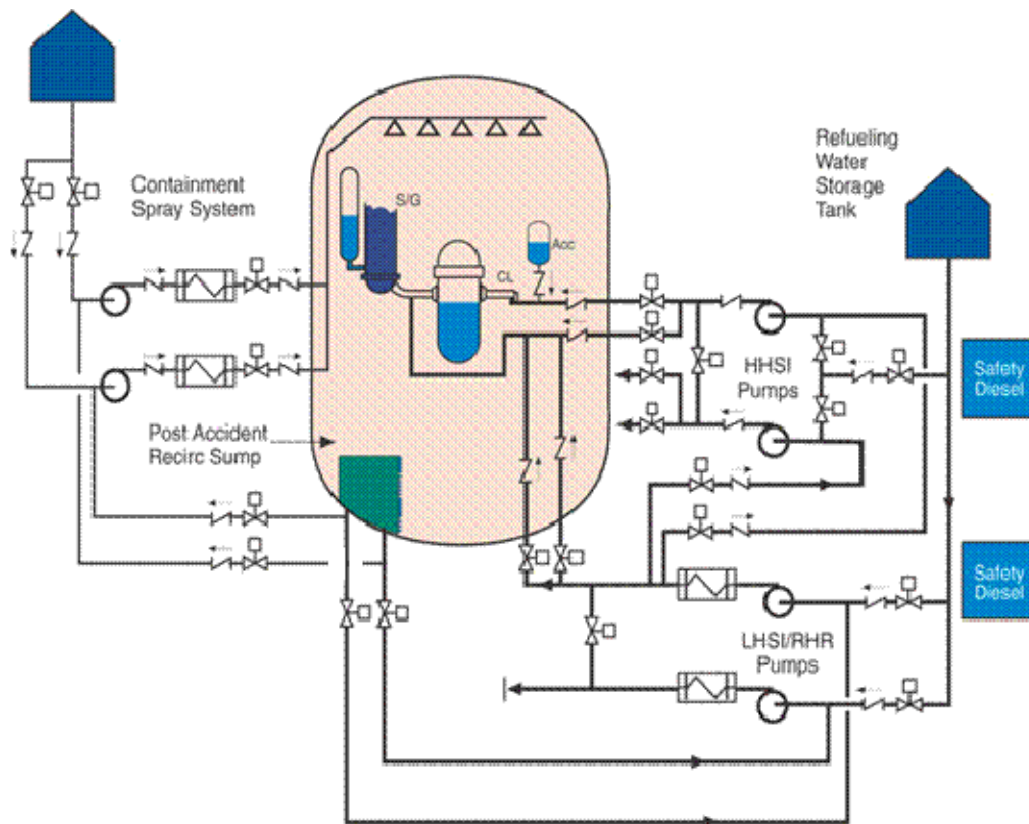 Containment
Spray System
S/G
Acc
CL
Refueling
Water
Storage
Tank
HHSI
Pumps
Safety
Diesel
Post Accident
Recirc Sump
Safety
Diesel
LHSI/RHR
Pumps